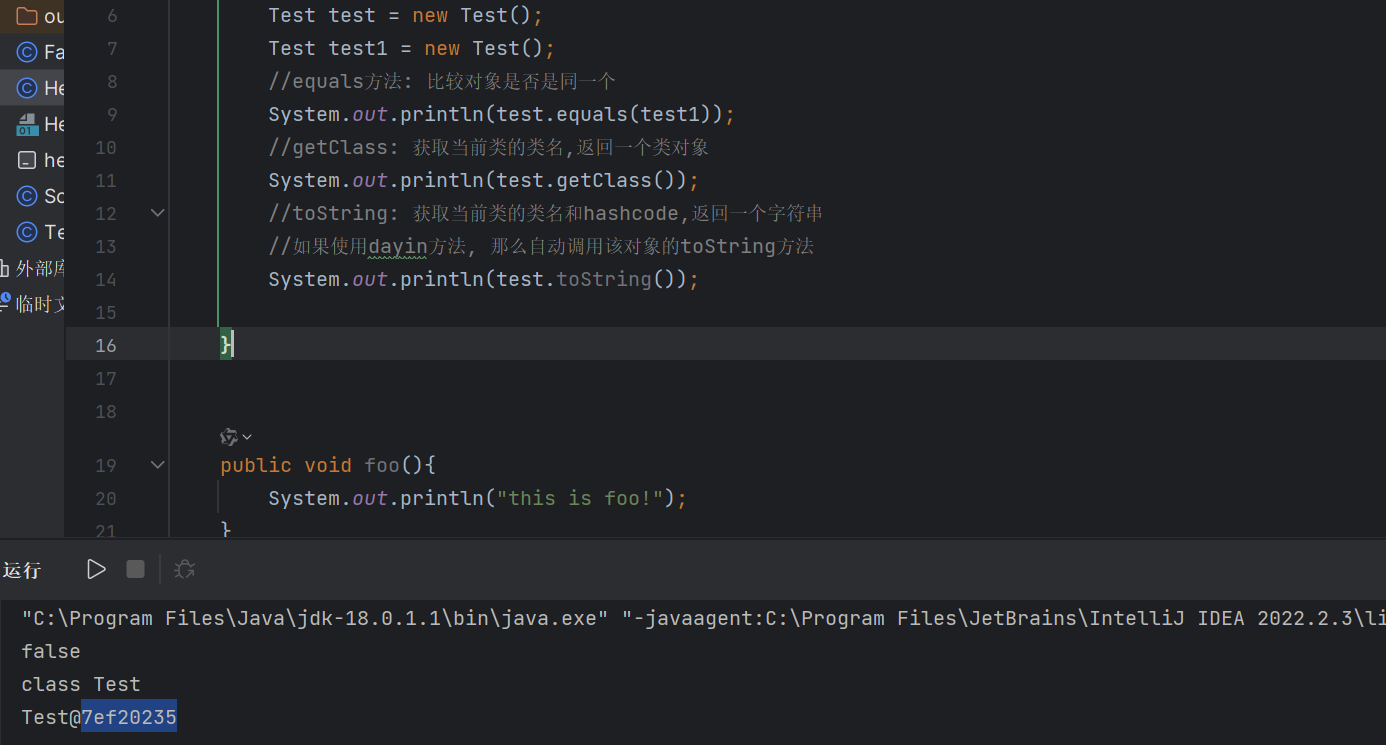 ou
Fa
He
He
he
Sc
Te
外部库
临时文
6 Test test = new Test();
7 Test test1 = new Test();
8 //equals方法: 比较对象是否是同一个
9 System.out.println(test.equals(test1));
10 //getClass: 获取当前类的类名,返回一个类对象
11 System.out.println(test.getClass());
12 //toString: 获取当前类的类名和hashcode,返回一个字符串
13 //如果使用dayin方法, 那么自动调用该对象的toString方法
14 System.out.println(test.toString());
15
16 }
17
18
19 public void foo(){
20 System.out.println("this is foo!");
21 }
运行
"C:\Program Files\Java\jdk-18.0.1.1\bin\java.exe" "-javaagent:C:\Program Files\JetBrains\IntelliJ IDEA 2022.2.3\li
false
class Test
Test@7ef20235